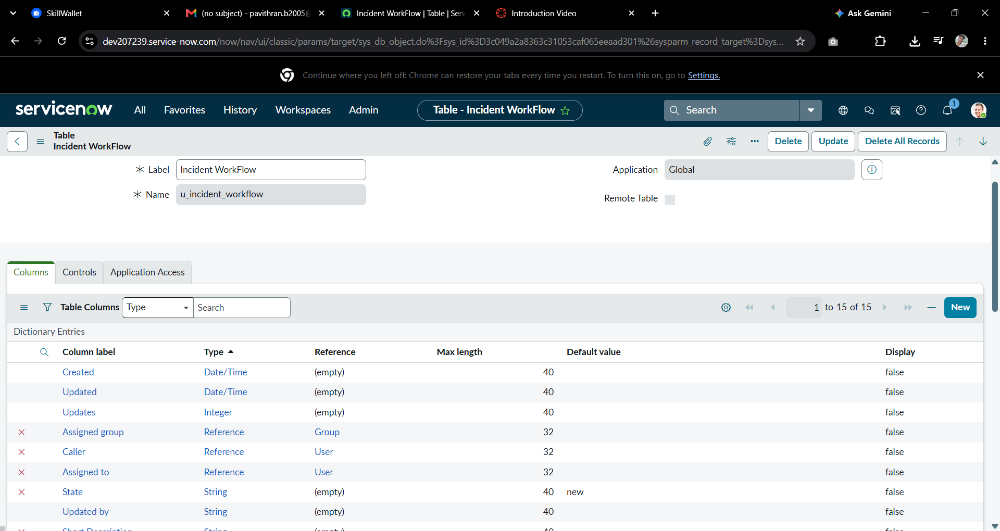 SkillWallet
(no subject) - pavithran.b2005@
Incident WorkFlow | Table | Serv
Introduction Video
Ask Gemini
dev207239.service-now.com/now/nav/ui/classic/params/target/sys_db_object.do%3Fsys_id%3D3c049a2a8363c31053caf065eeaad301%26sysparm_record_target%3Dsys...
Continue where you left off: Chrome can restore your tabs every time you restart. To turn this on, go to Settings.
servicenow
All
Favorites
History
Workspaces
Admin
Table - Incident WorkFlow
Search
1
Table
Incident WorkFlow
Delete
Update
Delete All Records
Label
Incident WorkFlow
Application
Global
Name
u_incident_workflow
Remote Table
Columns
Controls
Application Access
Table Columns
Type
Search
1 to 15 of 15
New
Dictionary Entries
Column label Type Reference Max length Default value Display
Created Date/Time (empty) 40 false
Updated Date/Time (empty) 40 false
Updates Integer (empty) 40 false
Assigned group Reference Group 32 false
Caller Reference User 32 false
Assigned to Reference User 32 false
State String (empty) 40 new false
Updated by String (empty) 40 false
Short Description String (empty) 40 false